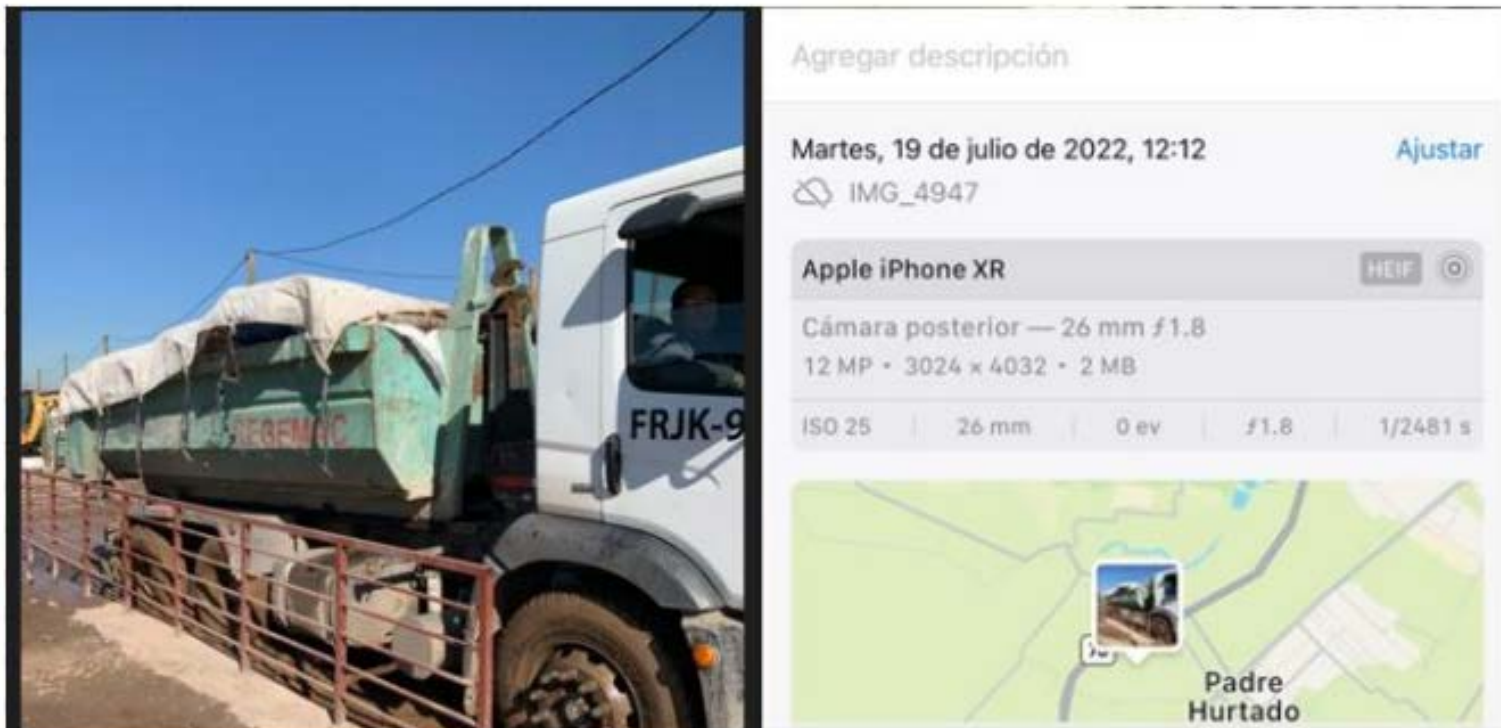 FRJK-9
Agregar descripción
Martes, 19 de julio de 2022, 12:12
Ajustar
IMG_4947
Apple iPhone XR
HEIF
Cámara posterior — 26 mm ƒ1.8
12 MP • 3024 × 4032 • 2 MB
ISO 25
26 mm
0 ev
ƒ1.8
1/2481 s
Padre
Hurtado